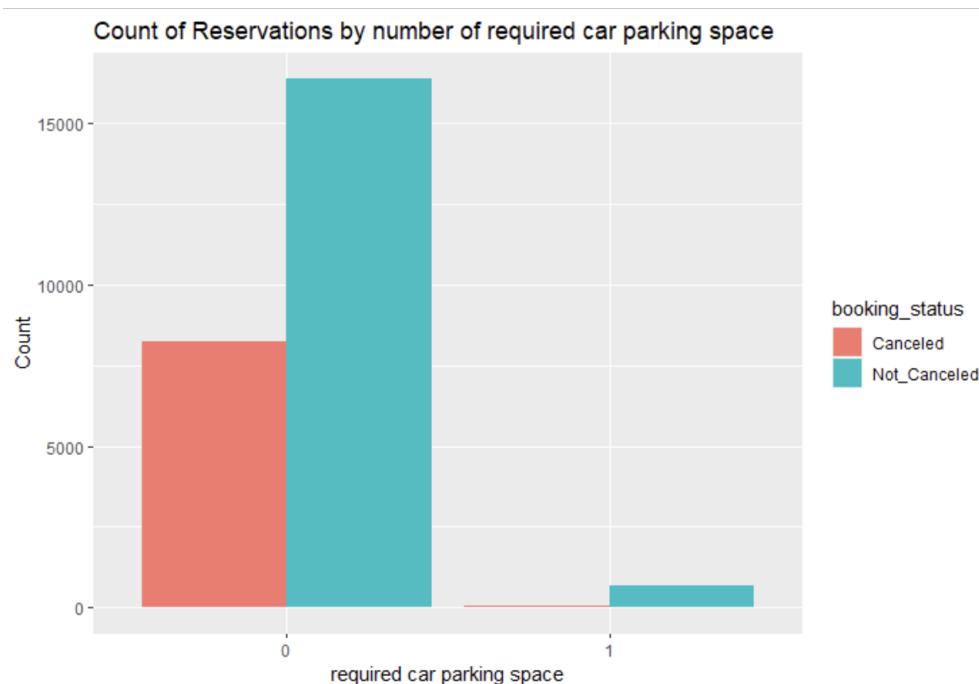 Count of Reservations by number of required car parking space
15000
10000
5000
0
Count
0 1
required car parking space
booking_status
Canceled
Not_Canceled